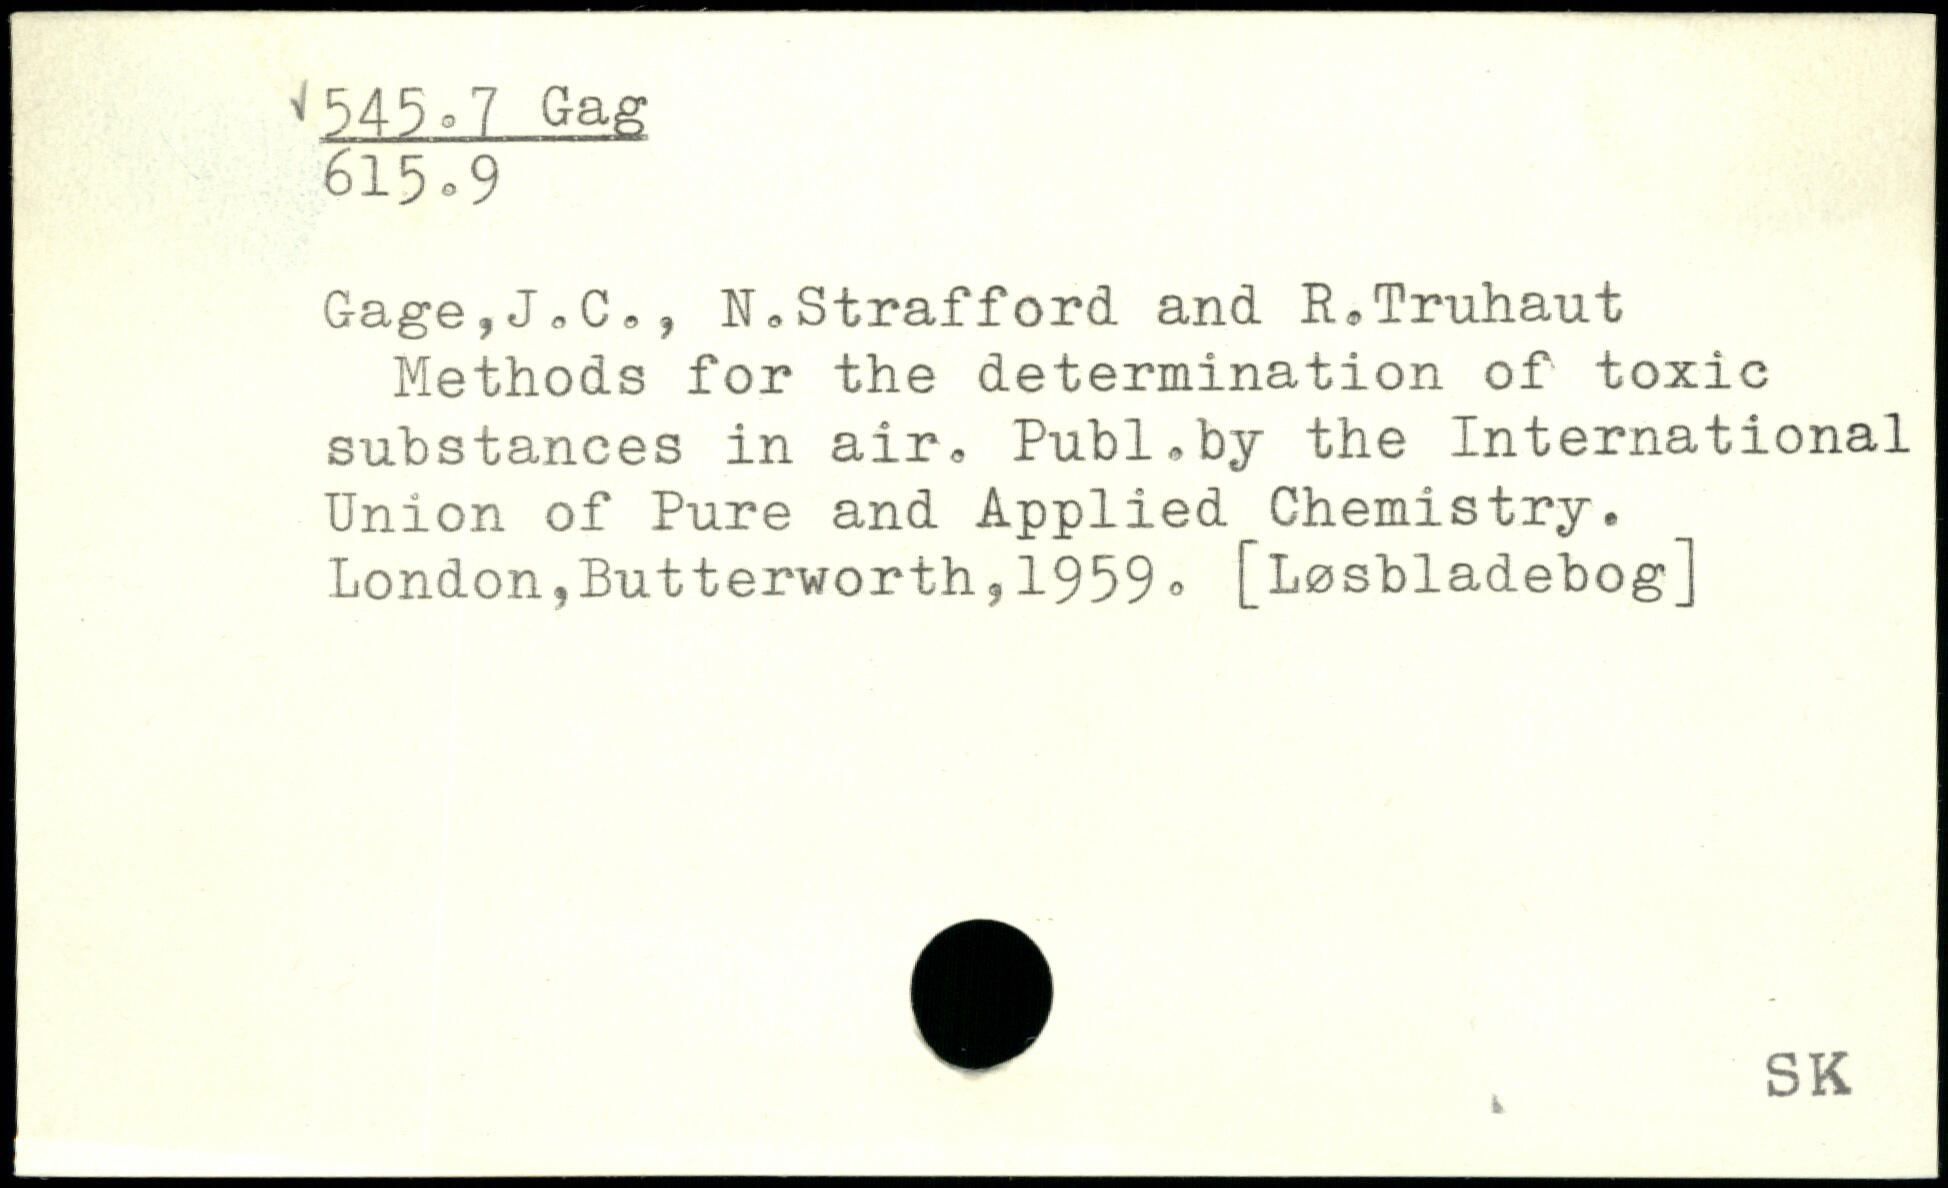 √545.7 Gag
615.9
Gage,J.C., N.Strafford and R.Truhaut
Methods for the determination of toxic
substances in air. Publ.by the International
Union of Pure and Applied Chemistry.
London,Butterworth,1959. [Løsbladebog]
SK